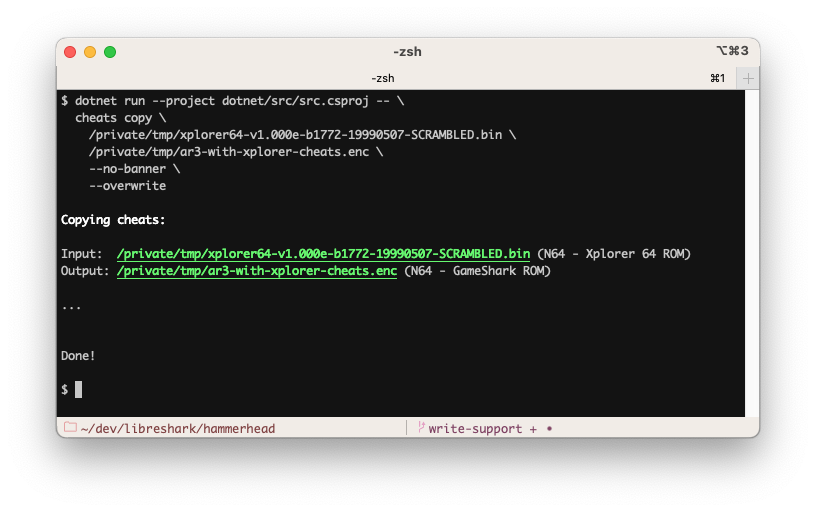 -zsh
⌥⌘3
-zsh
⌘1
+
$ dotnet run --project dotnet/src/src.csproj -- \
cheats copy \
/private/tmp/xplorer64-v1.000e-b1772-19990507-SCRAMBLED.bin \
/private/tmp/ar3-with-xplorer-cheats.enc \
--no-banner \
--overwrite
Copying cheats:
Input: /private/tmp/xplorer64-v1.000e-b1772-19990507-SCRAMBLED.bin (N64 - Xplorer 64 ROM)
Output: /private/tmp/ar3-with-xplorer-cheats.enc (N64 - GameShark ROM)
...
Done!
$
~/dev/libreshark/hammerhead
write-support + •